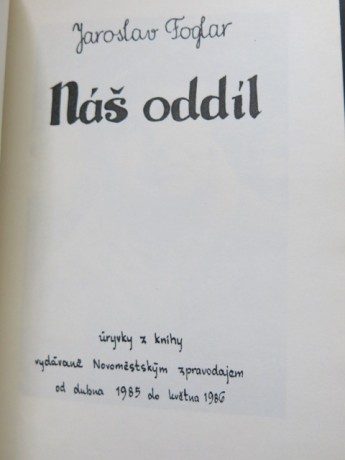 Jaroslav Foglar
Náš oddíl
úryvky z knihy
vydávané Novoměstským zpravodajem
od dubna 1985 do května 1986